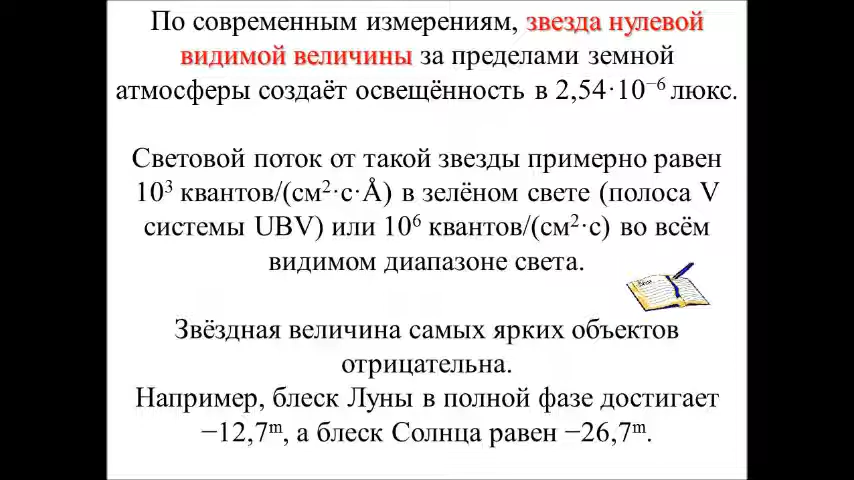 По современным измерениям, звезда нулевой
видимой величины за пределами земной
атмосферы создаёт освещённость в 2,54·10⁻⁶ люкс.
Световой поток от такой звезды примерно равен
10³ квантов/(см²·с·Å) в зелёном свете (полоса V
системы UBV) или 10⁶ квантов/(см²·с) во всём
видимом диапазоне света.
Звёздная величина самых ярких объектов
отрицательна.
Например, блеск Луны в полной фазе достигает
−12,7ᵐ, а блеск Солнца равен −26,7ᵐ.